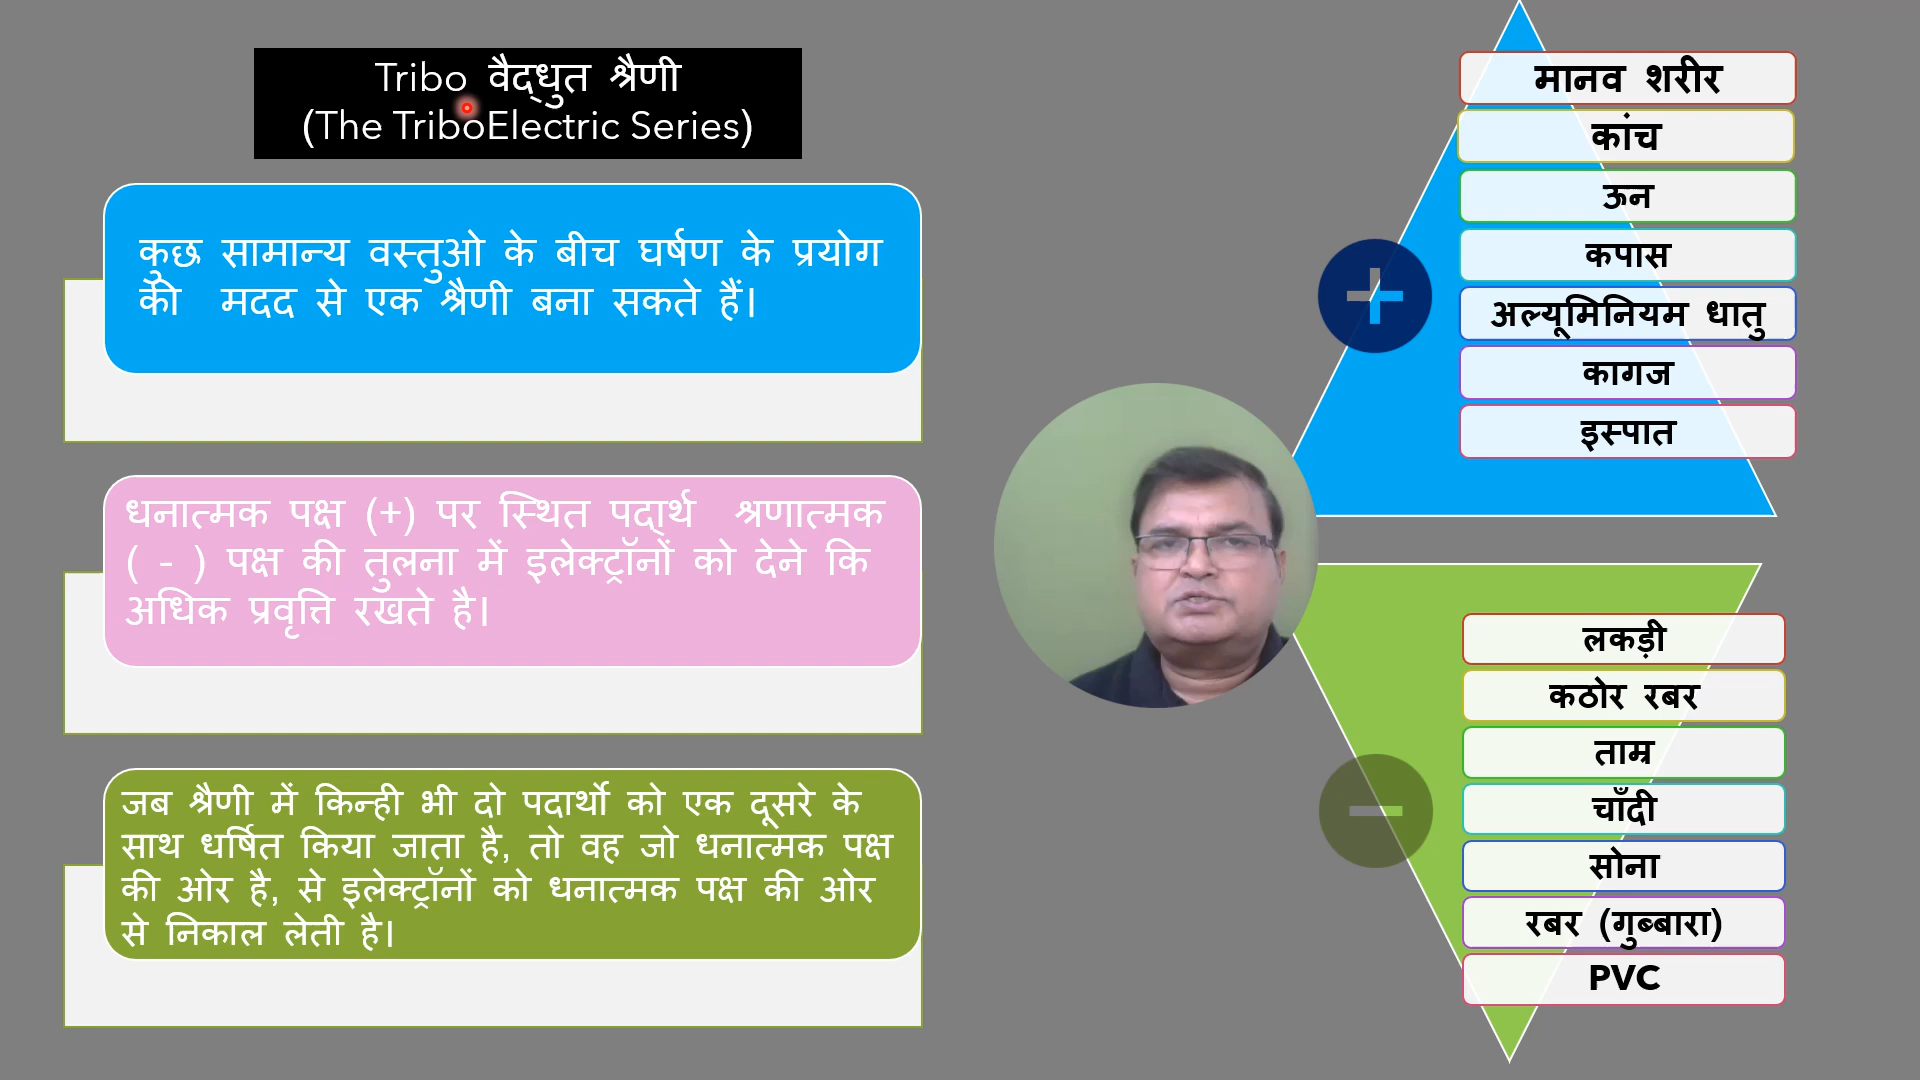 Tribo वैद्धुत श्रैणी
(The TriboElectric Series)
कुछ सामान्य वस्तुओ के बीच घर्षण के प्रयोग
की मदद से एक श्रैणी बना सकते हैं।
धनात्मक पक्ष (+) पर स्थित पदा्र्थ श्रणात्मक
( - ) पक्ष की तुलना में इलेक्ट्रॉनों को देने कि
अधिक प्रवृत्ति रखते है।
जब श्रैणी में किन्ही भी दो पदार्थो को एक दूसरे के
साथ धर्षित किया जाता है, तो वह जो धनात्मक पक्ष
की ओर है, से इलेक्ट्रॉनों को धनात्मक पक्ष की ओर
से निकाल लेती है।
मानव शरीर
कांच
ऊन
कपास
अल्यूमिनियम धातु
कागज
इस्पात
लकड़ी
कठोर रबर
ताम्र
चाँदी
सोना
रबर (गुब्बारा)
PVC